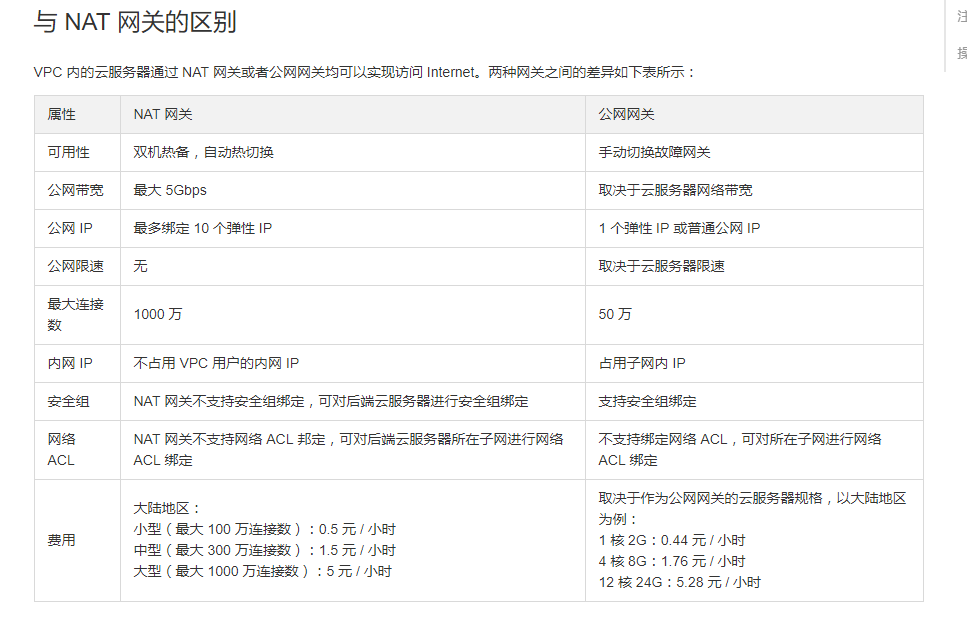 与 NAT 网关的区别
注
操
VPC 内的云服务器通过 NAT 网关或者公网网关均可以实现访问 Internet。两种网关之间的差异如下表所示：
属性 NAT 网关 公网网关
可用性 双机热备，自动热切换 手动切换故障网关
公网带宽 最大 5Gbps 取决于云服务器网络带宽
公网 IP 最多绑定 10 个弹性 IP 1 个弹性 IP 或普通公网 IP
公网限速 无 取决于云服务器限速
最大连接
数
1000 万 50 万
内网 IP 不占用 VPC 用户的内网 IP 占用子网内 IP
安全组 NAT 网关不支持安全组绑定，可对后端云服务器进行安全组绑定 支持安全组绑定
网络
ACL
NAT 网关不支持网络 ACL 邦定，可对后端云服务器所在子网进行网络
ACL 绑定
不支持绑定网络 ACL，可对所在子网进行网络
ACL 绑定
费用
大陆地区：
小型（最大 100 万连接数）：0.5 元 / 小时
中型（最大 300 万连接数）：1.5 元 / 小时
大型（最大 1000 万连接数）：5 元 / 小时
取决于作为公网网关的云服务器规格，以大陆地区
为例：
1 核 2G：0.44 元 / 小时
4 核 8G：1.76 元 / 小时
12 核 24G：5.28 元 / 小时